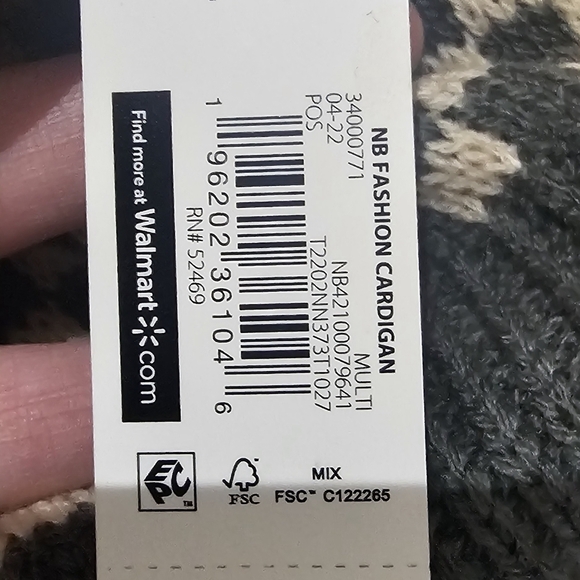 NB FASHION CARDIGAN
34000771 MULTI
04-22 NB42100079641
POS T2202NN373T1027
1 96202 36104 6
RN# 52469
Find more at Walmart.com
EPC™
FSC
MIX
FSC™ C122265